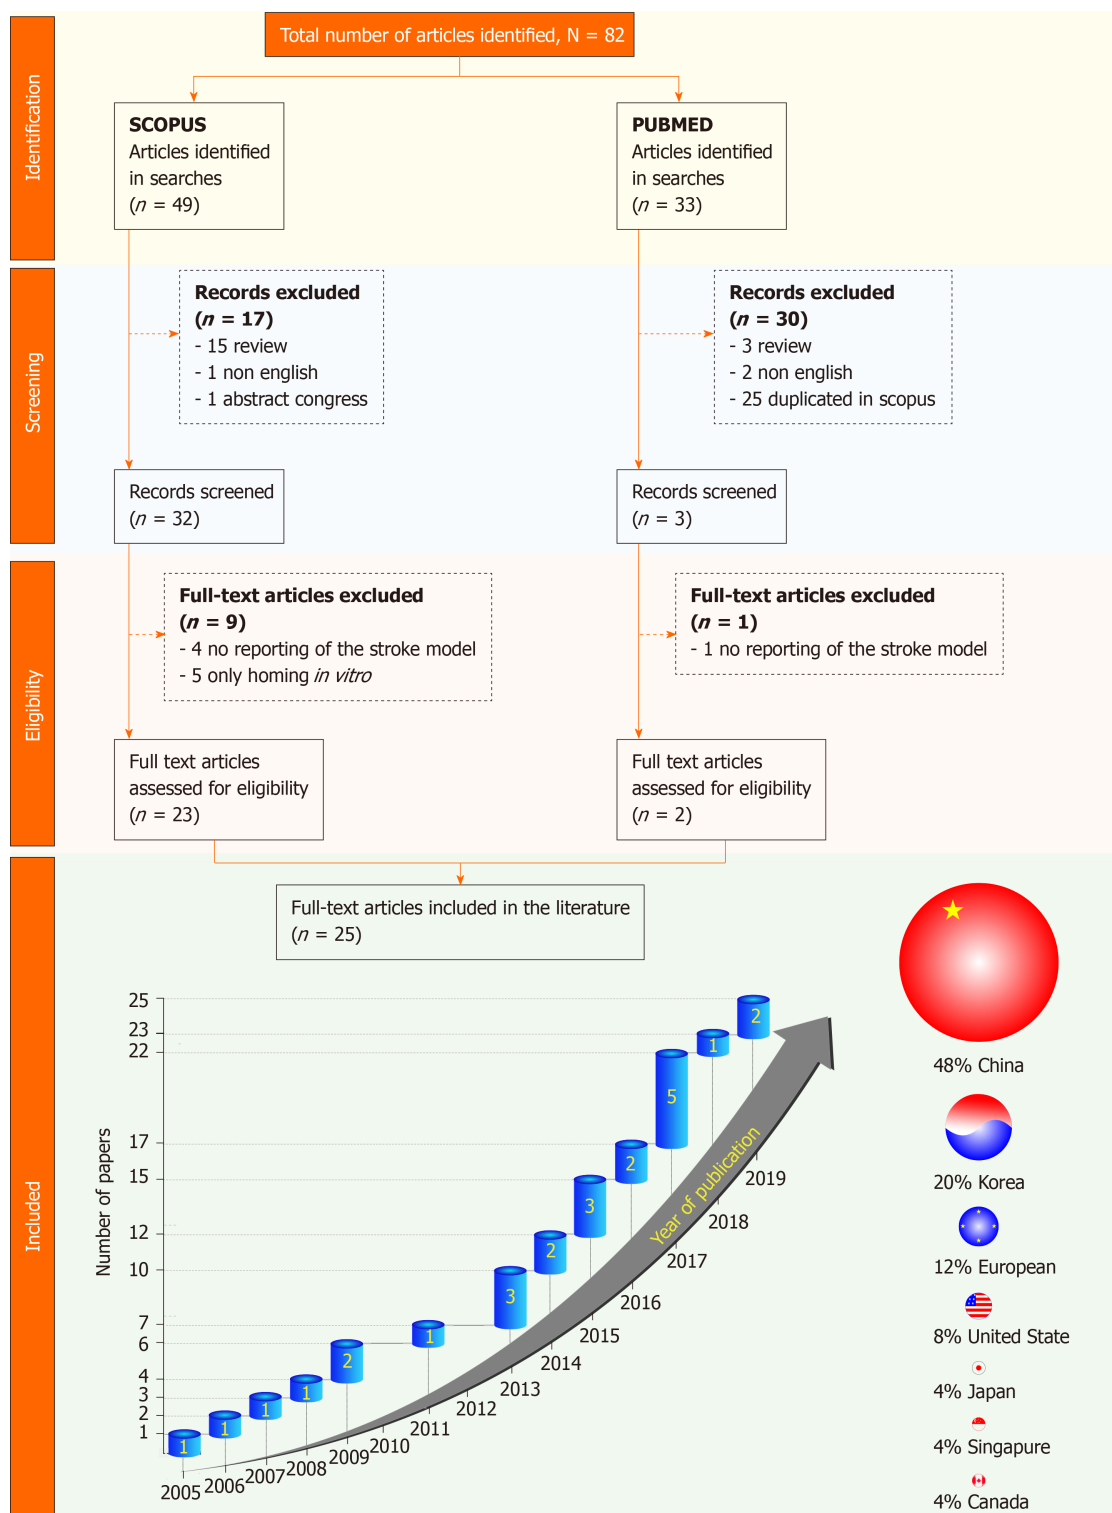 Total number of articles identified, N = 82
Identification
SCOPUS
Articles identified
in searches
(n = 49)
PUBMED
Articles identified
in searches
(n = 33)
Screening
Records excluded
(n = 17)
- 15 review
- 1 non english
- 1 abstract congress
Records excluded
(n = 30)
- 3 review
- 2 non english
- 25 duplicated in scopus
Records screened
(n = 32)
Records screened
(n = 3)
Eligibility
Full-text articles excluded
(n = 9)
- 4 no reporting of the stroke model
- 5 only homing in vitro
Full-text articles excluded
(n = 1)
- 1 no reporting of the stroke model
Full text articles
assessed for eligibility
(n = 23)
Full text articles
assessed for eligibility
(n = 2)
Included
Full-text articles included in the literature
(n = 25)
Number of papers
25
23
22
17
15
12
10
7
6
4
3
2
1
1
1
1
1
2
1
3
2
3
2
5
1
2
Year of publication
2005
2006
2007
2008
2009
2010
2011
2012
2013
2014
2015
2016
2017
2018
2019
48% China
20% Korea
12% European
8% United State
4% Japan
4% Singapure
4% Canada